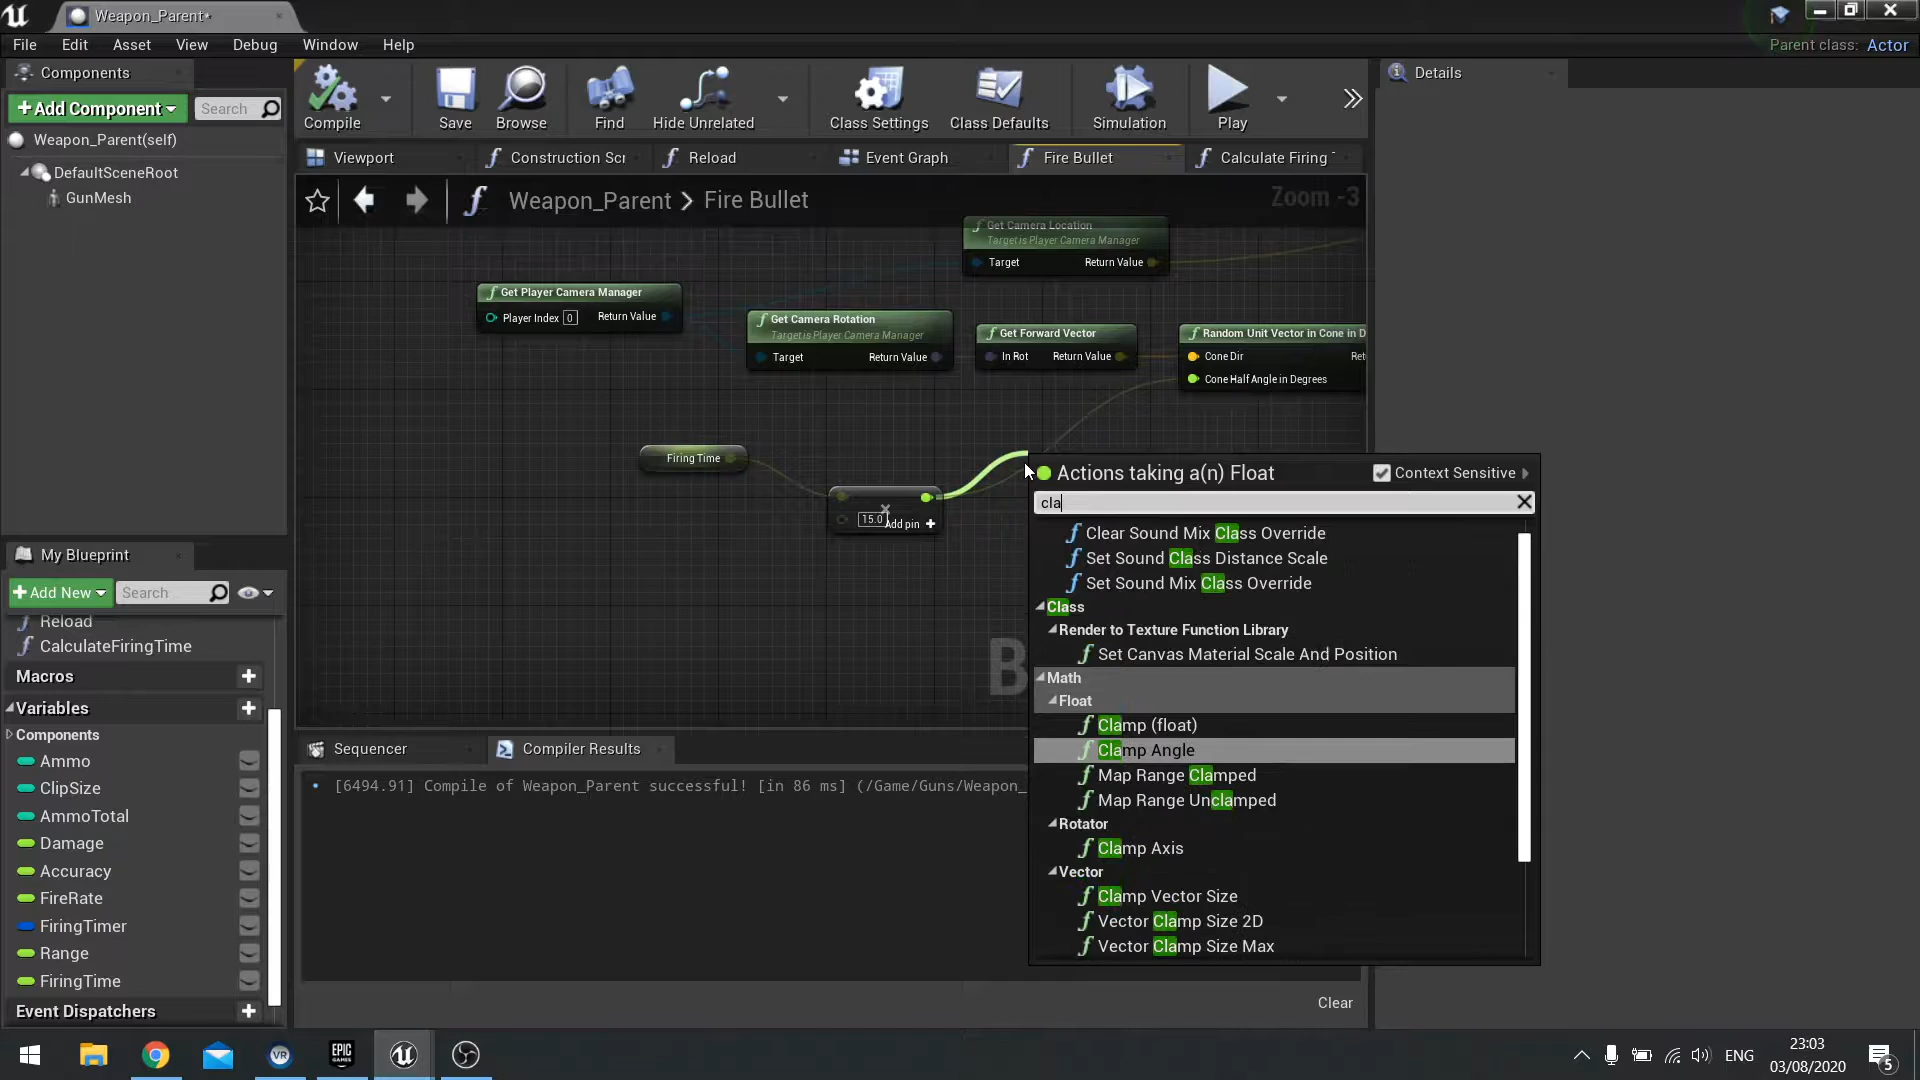 Weapon_Parent*
File Edit Asset View Debug Window Help
Parent class: Actor
Components
+Add Component
Search
Weapon_Parent(self)
DefaultSceneRoot
GunMesh
Compile Save Browse Find Hide Unrelated Class Settings Class Defaults Simulation Play
Details
Viewport Construction Scr Reload Event Graph Fire Bullet Calculate Firing
Weapon_Parent > Fire Bullet
Zoom -3
Get Camera Location
Target is Player Camera Manager
Target Return Value
Get Player Camera Manager
Player Index 0 Return Value
Get Camera Rotation
Target is Player Camera Manager
Target Return Value
Get Forward Vector
In Rot Return Value
Random Unit Vector in Cone in D
Cone Dir Ret
Cone Half Angle in Degrees
Firing Time
15.0 Add pin +
B
Actions taking a(n) Float
Context Sensitive
cla
Clear Sound Mix Class Override
Set Sound Class Distance Scale
Set Sound Mix Class Override
Class
Render to Texture Function Library
Set Canvas Material Scale And Position
Math
Float
Clamp (float)
Clamp Angle
Map Range Clamped
Map Range Unclamped
Rotator
Clamp Axis
Vector
Clamp Vector Size
Vector Clamp Size 2D
Vector Clamp Size Max
My Blueprint
+Add New
Search
Reload
CalculateFiringTime
Macros
Variables
Components
Ammo
ClipSize
AmmoTotal
Damage
Accuracy
FireRate
FiringTimer
Range
FiringTime
Event Dispatchers
Sequencer Compiler Results
[6494.91] Compile of Weapon_Parent successful! [in 86 ms] (/Game/Guns/Weapon_
Clear
VR
EPIC GAMES
ENG
23:03
03/08/2020
5